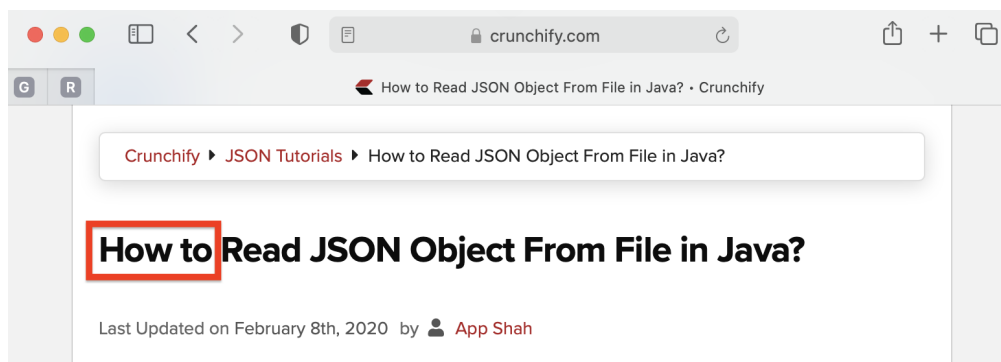 crunchify.com
G R How to Read JSON Object From File in Java? • Crunchify
Crunchify JSON Tutorials How to Read JSON Object From File in Java?
How to Read JSON Object From File in Java?
Last Updated on February 8th, 2020 by App Shah